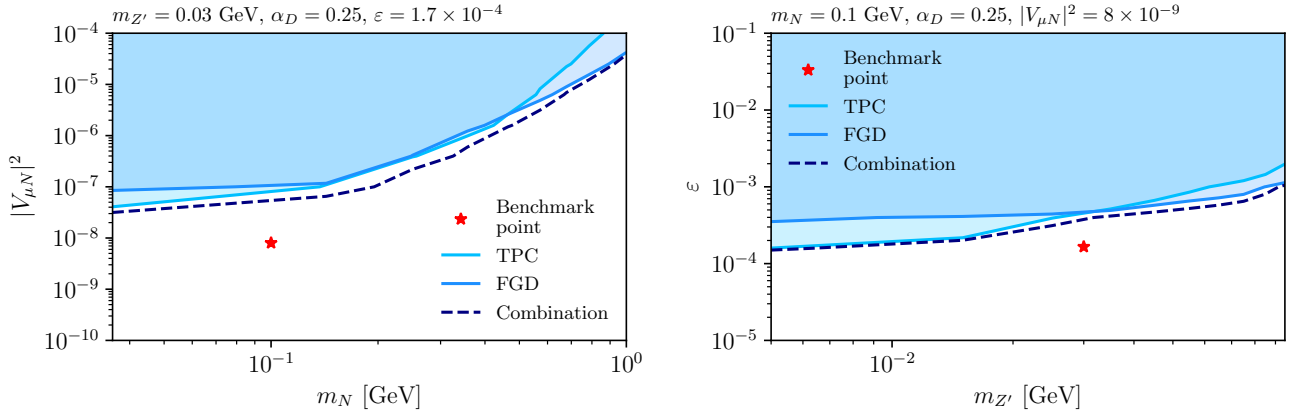 m_{Z'} = 0.03 GeV, α_D = 0.25, ε = 1.7 × 10^{-4}
10^{-4}
10^{-5}
10^{-6}
10^{-7}
10^{-8}
10^{-9}
10^{-10}
|V_{μN}|^2
Benchmark
point
TPC
FGD
Combination
10^{-1}
10^{0}
m_N [GeV]
m_N = 0.1 GeV, α_D = 0.25, |V_{μN}|^2 = 8 × 10^{-9}
10^{-1}
10^{-2}
10^{-3}
10^{-4}
10^{-5}
ε
Benchmark
point
TPC
FGD
Combination
10^{-2}
m_{Z'} [GeV]